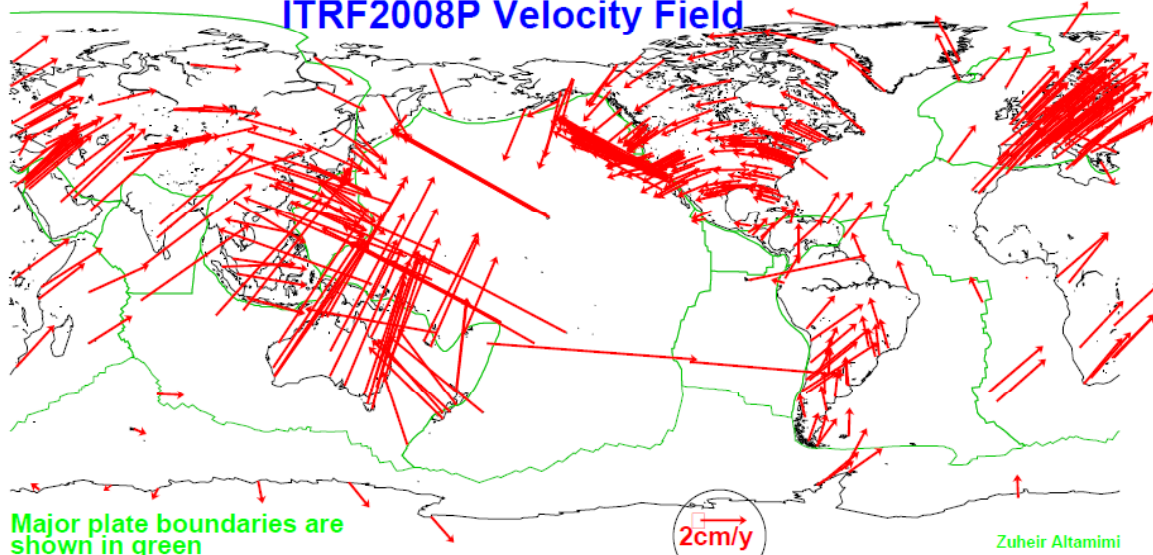 ITRF2008P Velocity Field
Major plate boundaries are
shown in green
2cm/y
Zuheir Altamimi